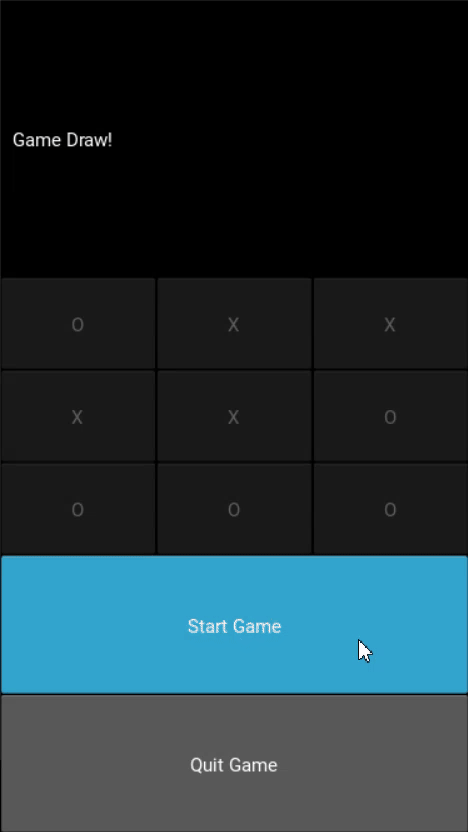 Game Draw!
O X X
X X O
O O O
Start Game
Quit Game